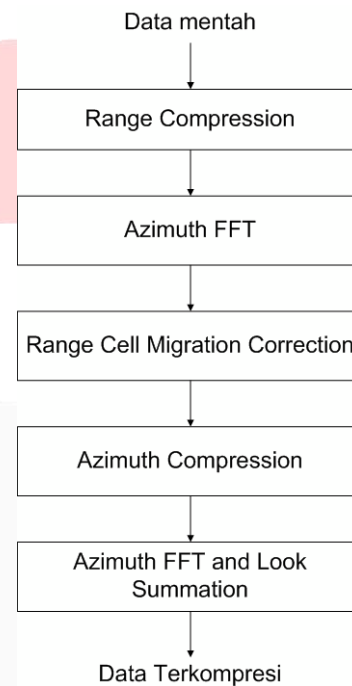 Data mentah
Range Compression
Azimuth FFT
Range Cell Migration Correction
Azimuth Compression
Azimuth FFT and Look
Summation
Data Terkompresi